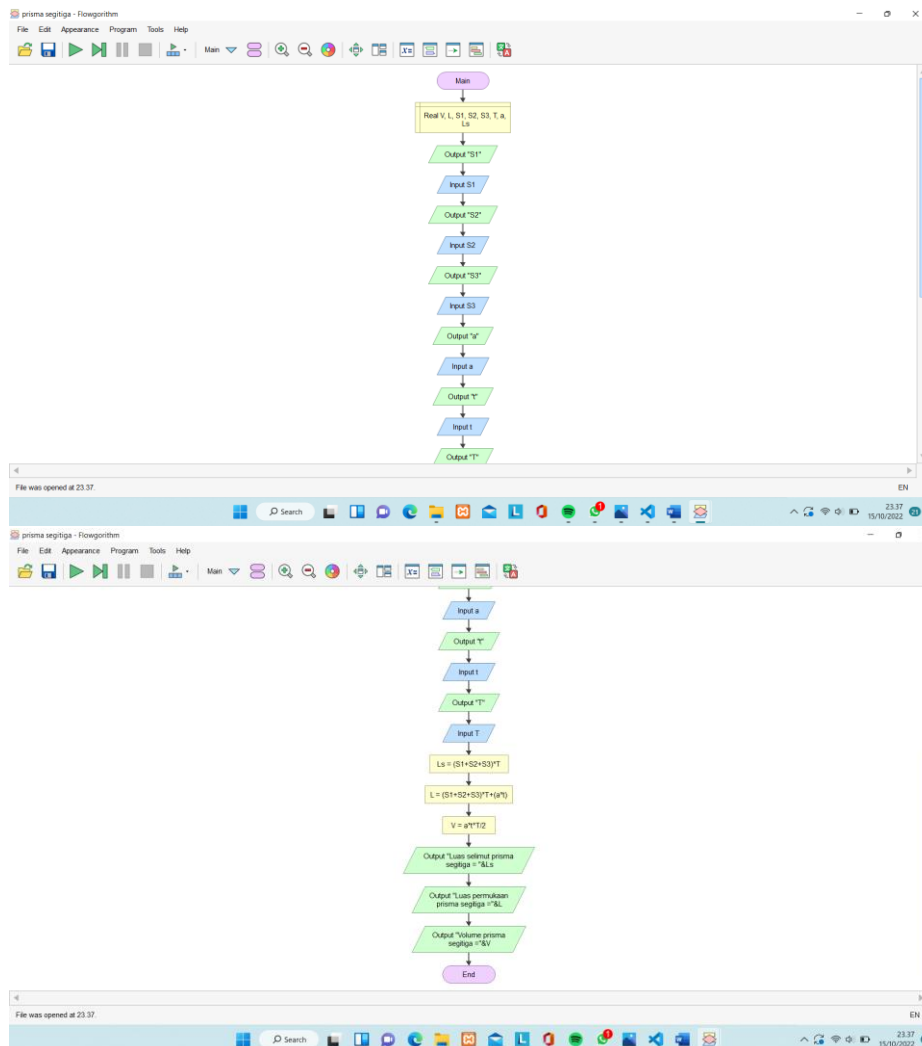 prisma segitiga - Flowgorithm
File Edit Appearance Program Tools Help
Main
Main
Real V, L, S1, S2, S3, T, a,
Ls
Output "S1"
Input S1
Output "S2"
Input S2
Output "S3"
Input S3
Output "a"
Input a
Output "t"
Input t
Output "T"
File was opened at 23.37.
EN
Search
23.37
15/10/2022
21
prisma segitiga - Flowgorithm
File Edit Appearance Program Tools Help
Main
Input a
Output "t"
Input t
Output "T"
Input T
Ls = (S1+S2+S3)*T
L = (S1+S2+S3)*T+(a*t)
V = a*t*T/2
Output "Luas selimut prisma
segitiga = "&Ls
Output "Luas permukaan
prisma segitiga ="&L
Output "Volume prisma
segitiga ="&V
End
File was opened at 23.37.
EN
Search
23.37
15/10/2022